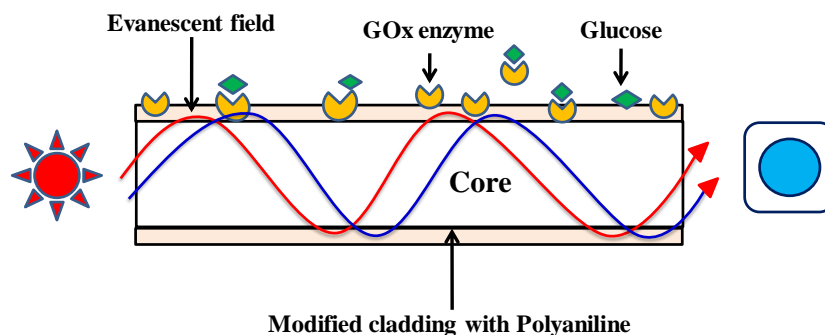 Evanescent field
GOx enzyme
Glucose
Core
Modified cladding with Polyaniline